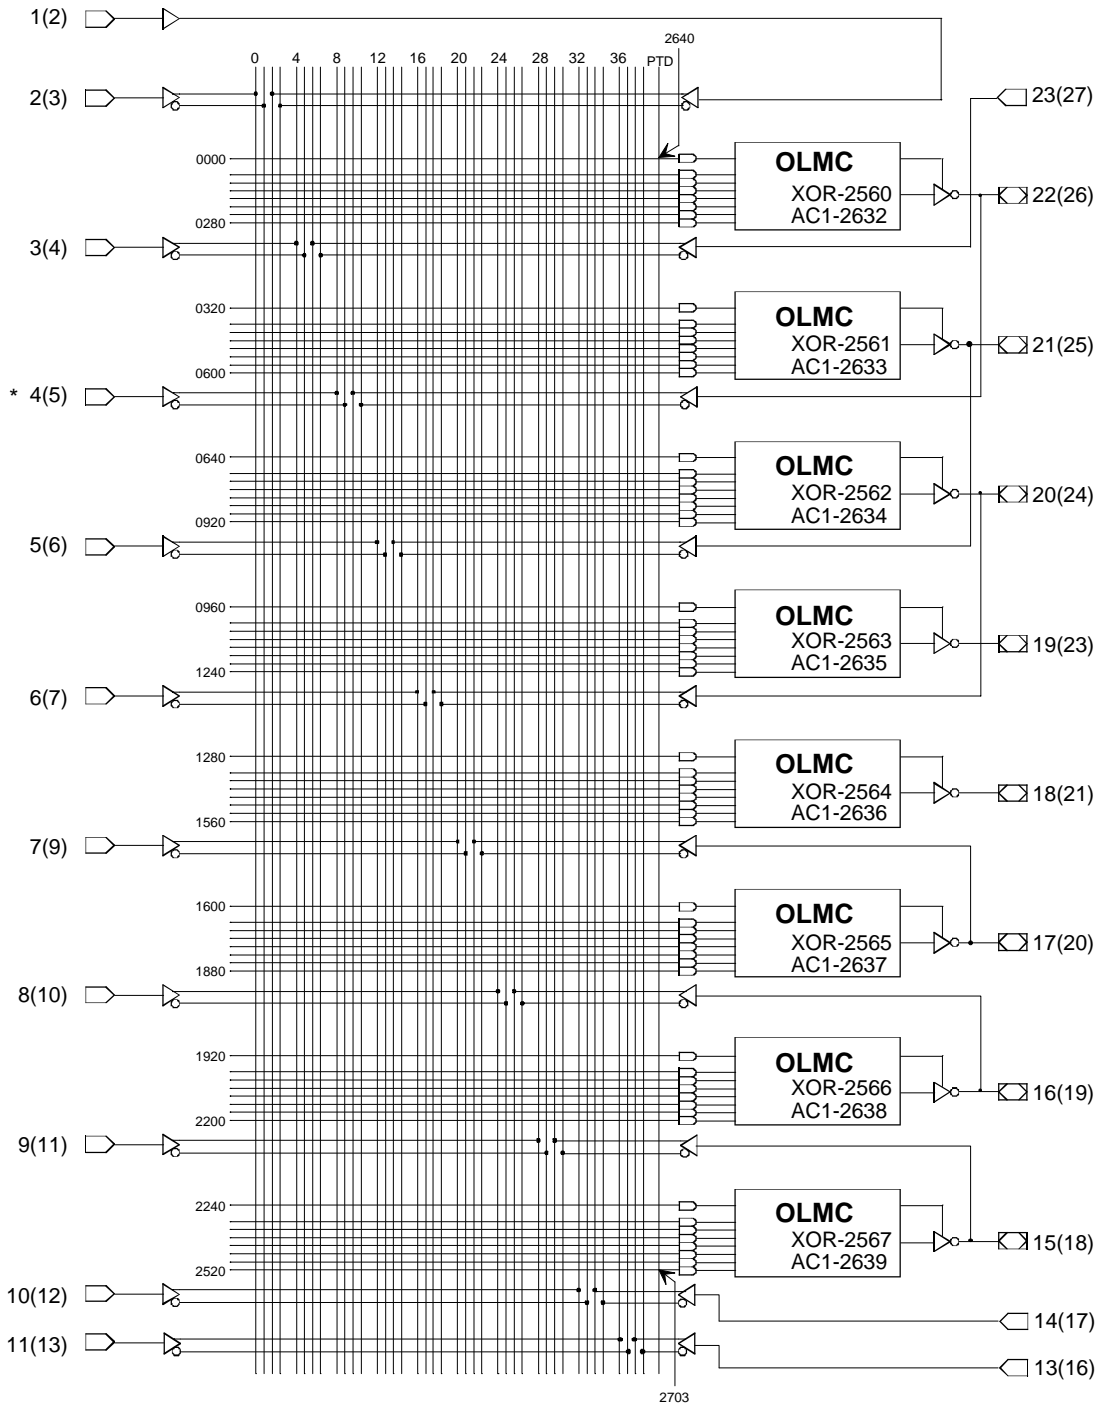 1(2)
2640
0 4 8 12 16 20 24 28 32 36 PTD
2(3)
23(27)
0000
OLMC
XOR-2560
AC1-2632
22(26)
0280
3(4)
0320
OLMC
XOR-2561
AC1-2633
21(25)
0600
* 4(5)
0640
OLMC
XOR-2562
AC1-2634
20(24)
0920
5(6)
0960
OLMC
XOR-2563
AC1-2635
19(23)
1240
6(7)
1280
OLMC
XOR-2564
AC1-2636
18(21)
1560
7(9)
1600
OLMC
XOR-2565
AC1-2637
17(20)
1880
8(10)
1920
OLMC
XOR-2566
AC1-2638
16(19)
2200
9(11)
2240
OLMC
XOR-2567
AC1-2639
15(18)
2520
10(12)
14(17)
11(13)
13(16)
2703